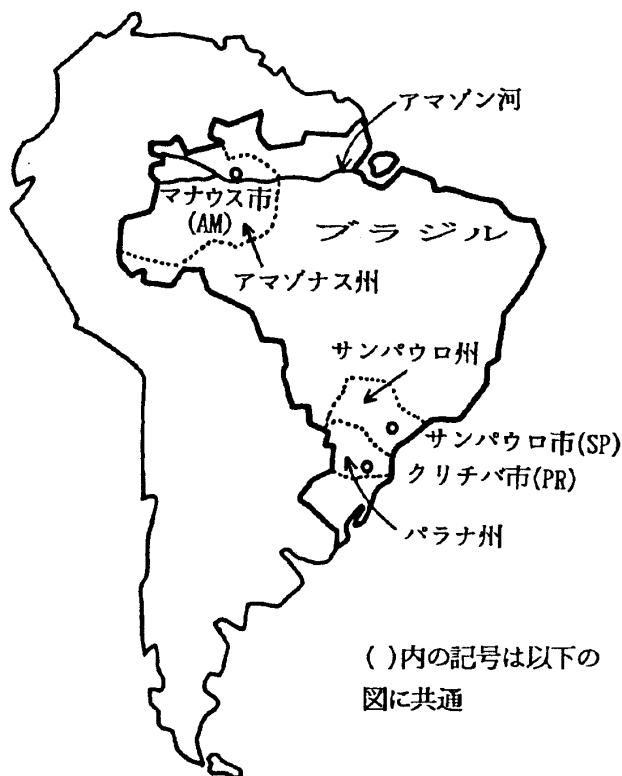 アマゾン河
マナウス市
(AM)
ブラジル
アマゾナス州
サンパウロ州
サンパウロ市(SP)
クリチバ市(PR)
パラナ州
( )内の記号は以下の
図に共通